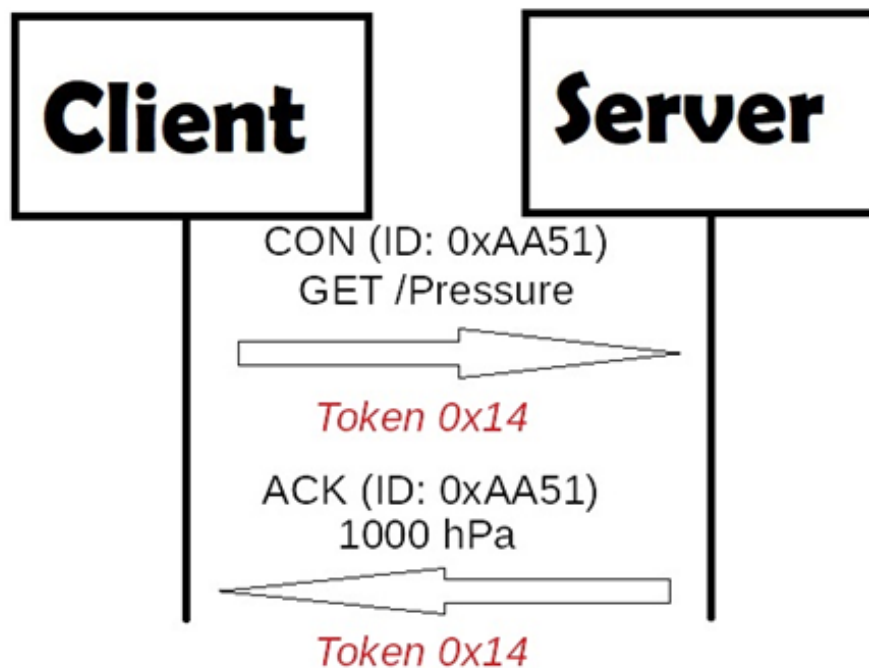 Client
Server
CON (ID: 0xAA51)
GET /Pressure
Token 0x14
ACK (ID: 0xAA51)
1000 hPa
Token 0x14